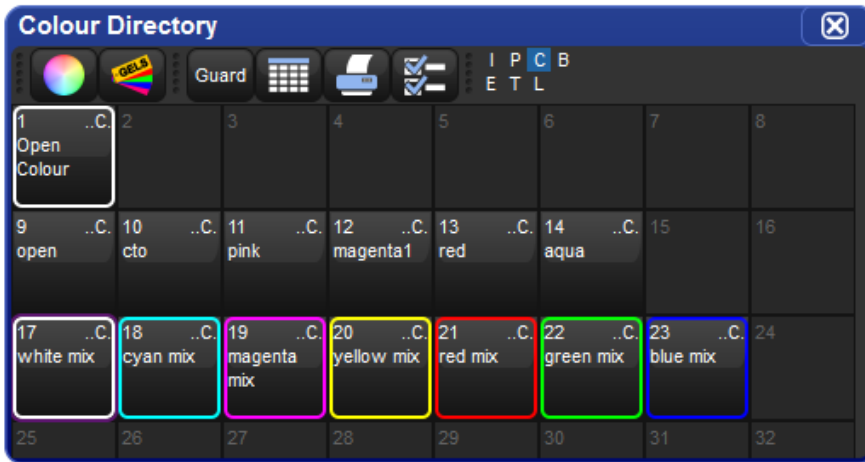 Colour Directory
GELS
Guard
I P C B
E T L
1 ..C. 2 3 4 5 6 7 8
Open
Colour
9 ..C. 10 ..C. 11 ..C. 12 ..C. 13 ..C. 14 ..C. 15 16
open cto pink magenta1 red aqua
17 ..C. 18 ..C. 19 ..C. 20 ..C. 21 ..C. 22 ..C. 23 ..C. 24
white mix cyan mix magenta yellow mix red mix green mix blue mix
mix
25 26 27 28 29 30 31 32